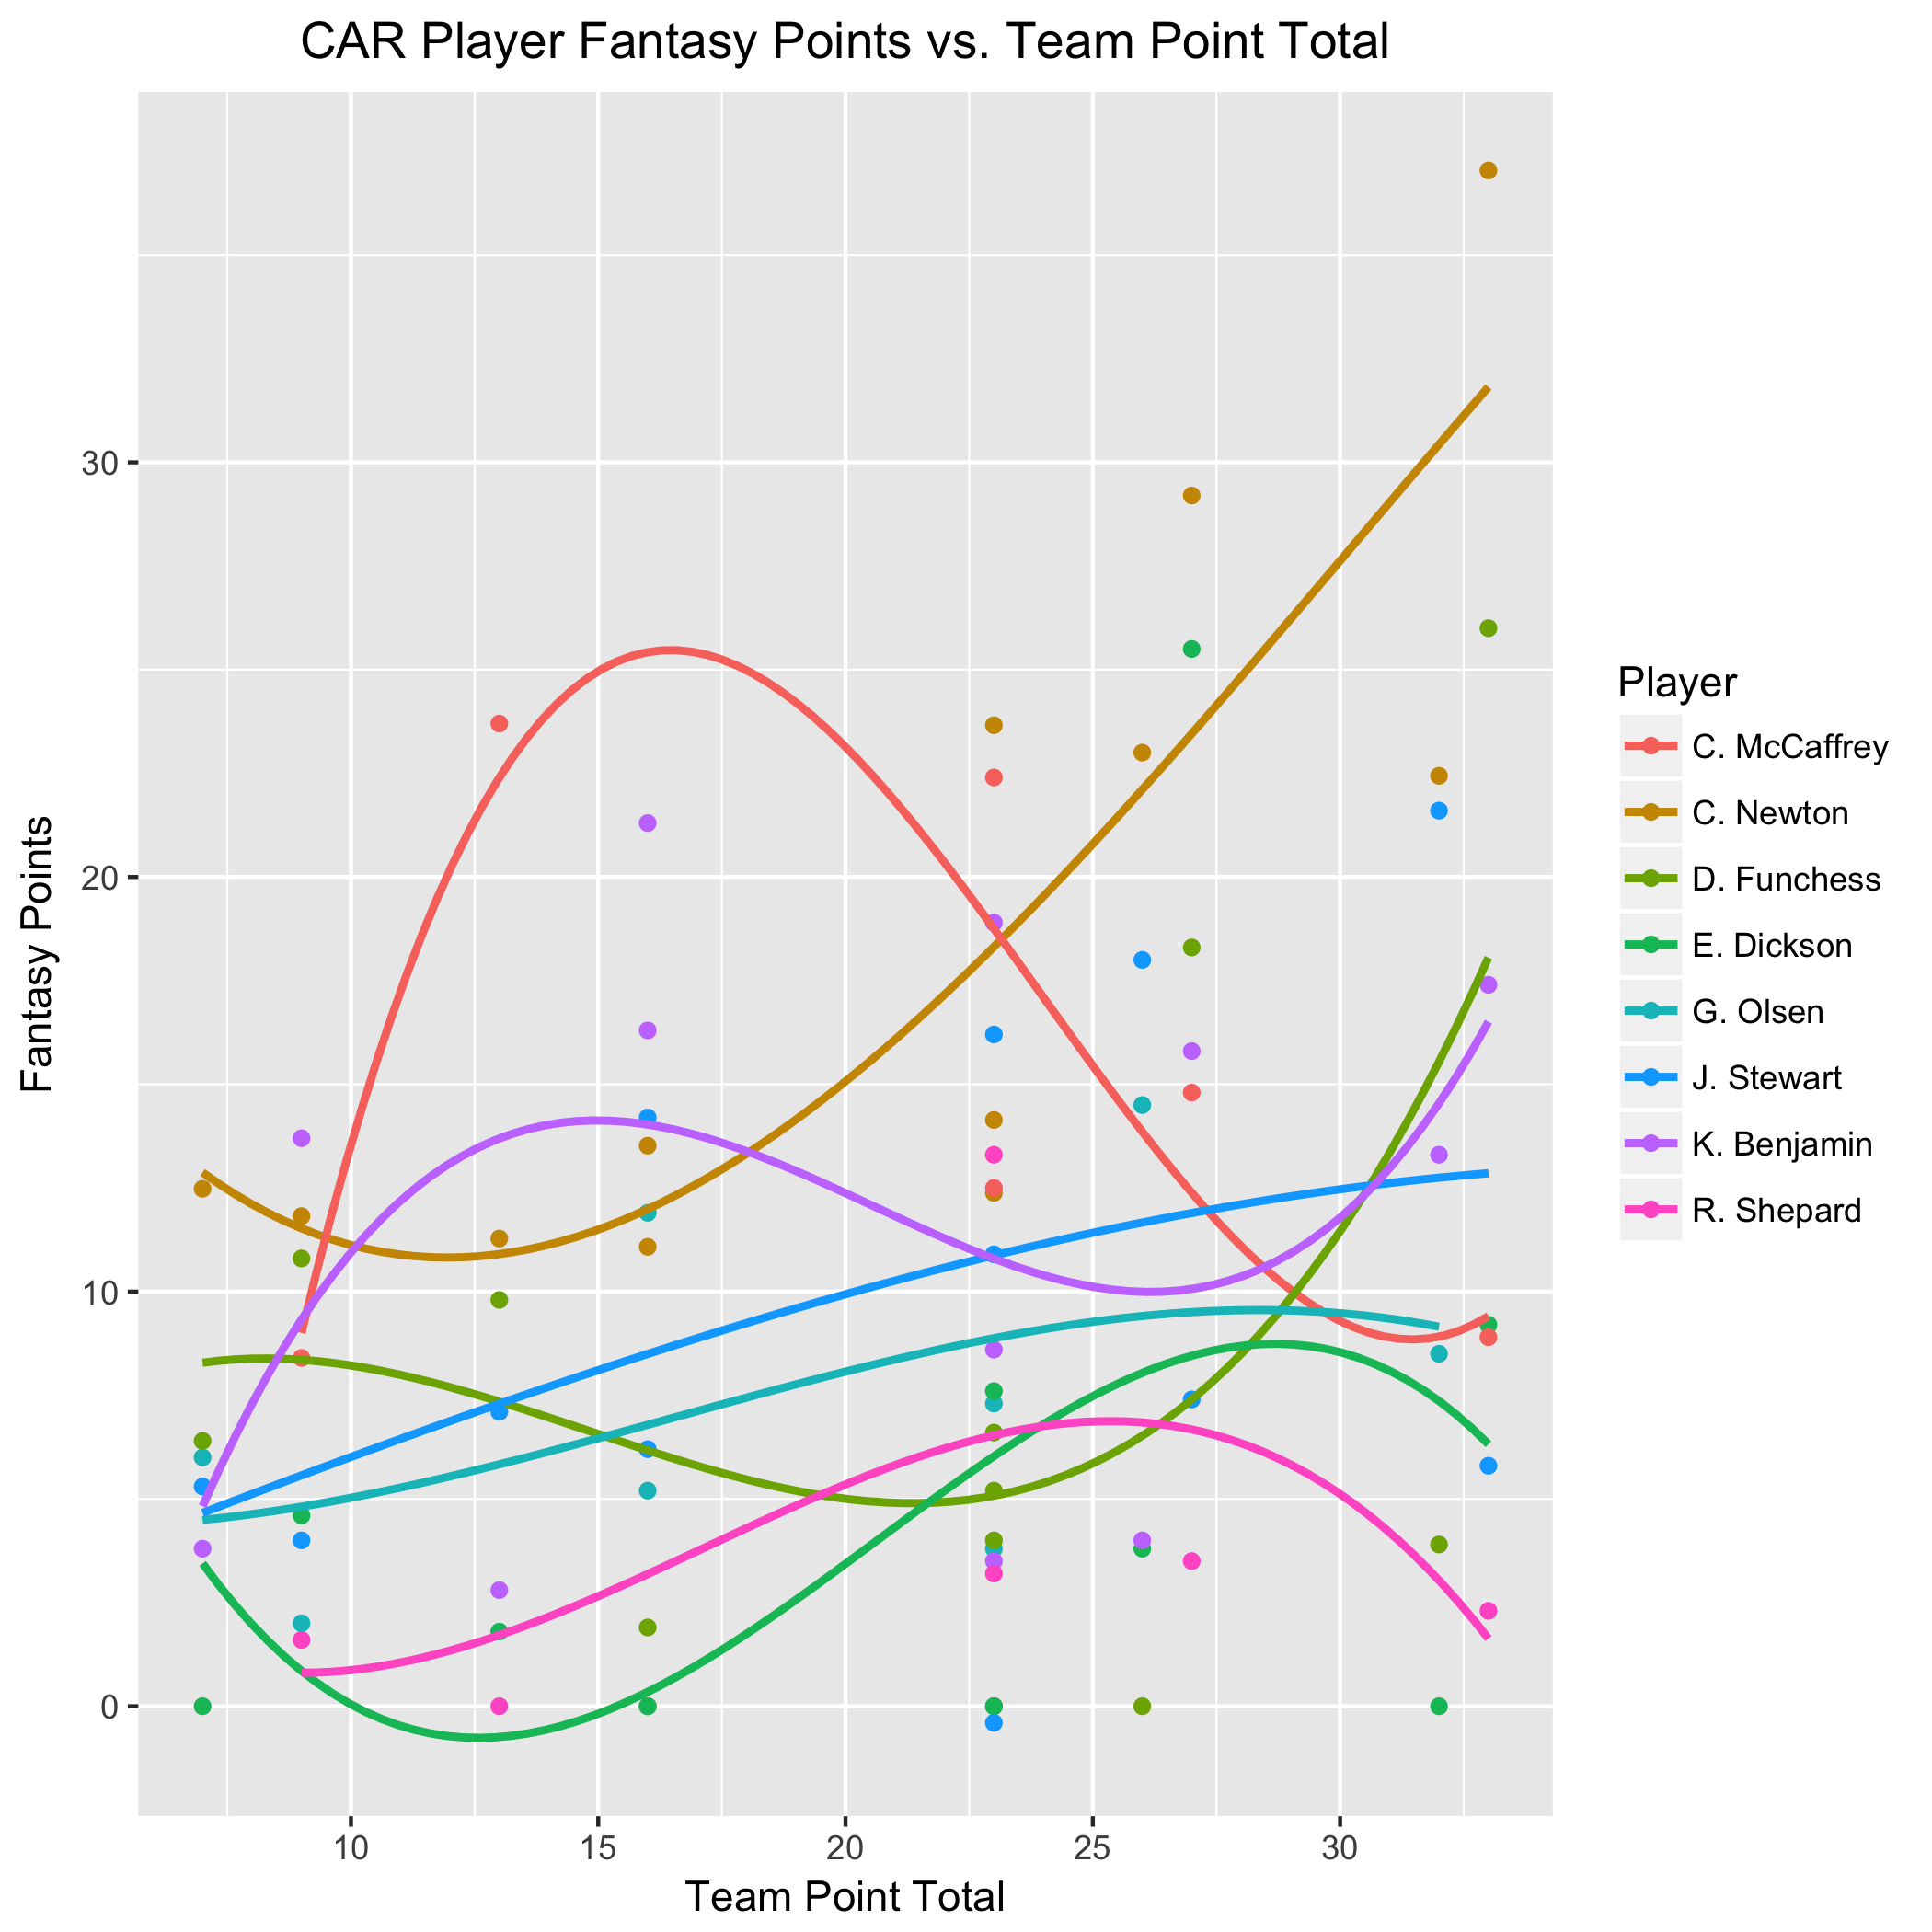 CAR Player Fantasy Points vs. Team Point Total
Fantasy Points
30
20
10
0
10
15
20
25
30
Team Point Total
Player
C. McCaffrey
C. Newton
D. Funchess
E. Dickson
G. Olsen
J. Stewart
K. Benjamin
R. Shepard